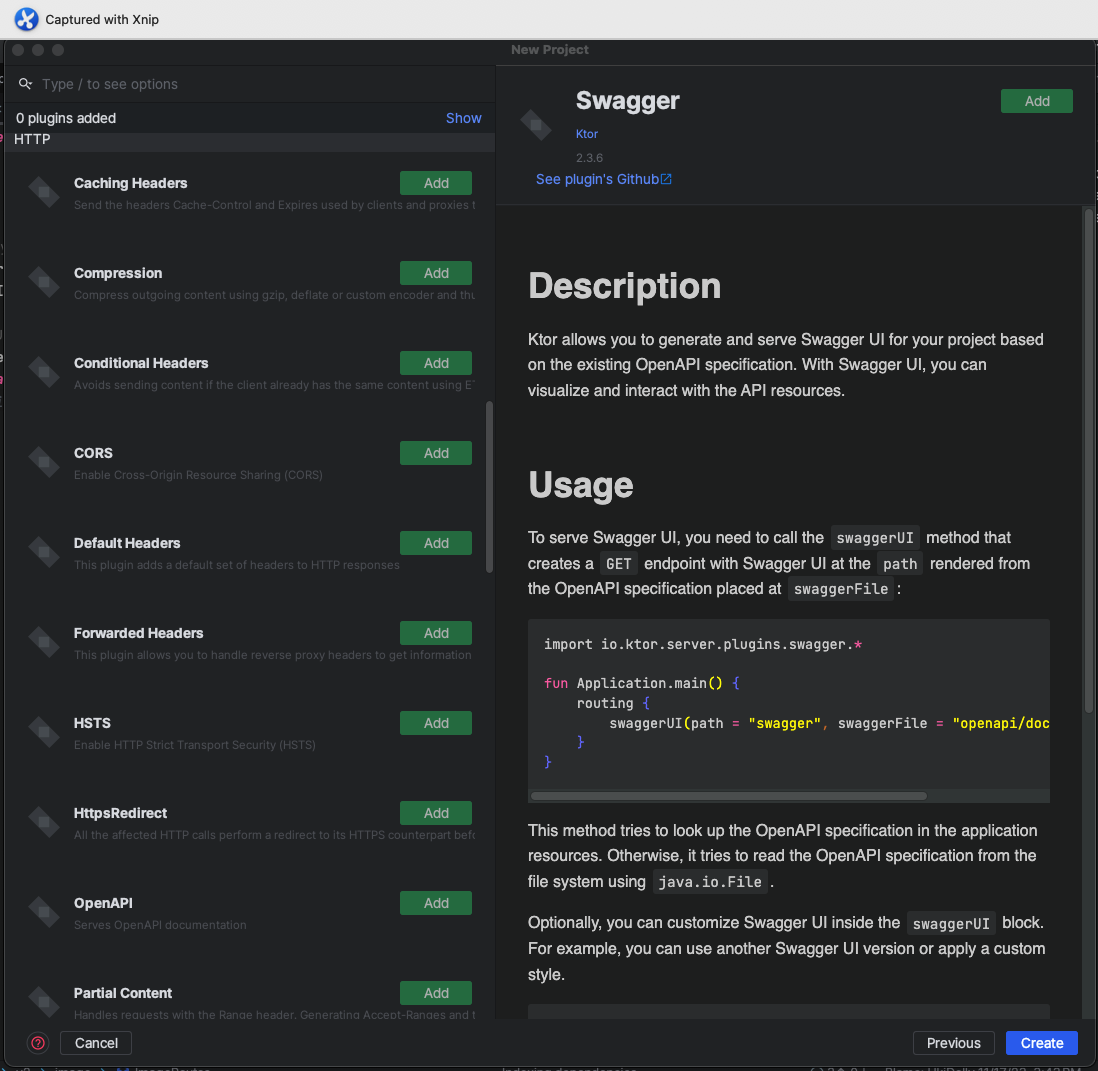 Captured with Xnip
New Project
Type / to see options
0 plugins added
Show
HTTP
Caching Headers
Add
Send the headers Cache-Control and Expires used by clients and proxies t
Compression
Add
Compress outgoing content using gzip, deflate or custom encoder and thu
Conditional Headers
Add
Avoids sending content if the client already has the same content using ET
CORS
Add
Enable Cross-Origin Resource Sharing (CORS)
Default Headers
Add
This plugin adds a default set of headers to HTTP responses
Forwarded Headers
Add
This plugin allows you to handle reverse proxy headers to get information
HSTS
Add
Enable HTTP Strict Transport Security (HSTS)
HttpsRedirect
Add
All the affected HTTP calls perform a redirect to its HTTPS counterpart befo
OpenAPI
Add
Serves OpenAPI documentation
Partial Content
Add
Handles requests with the Range header. Generating Accept-Ranges and t
Swagger
Add
Ktor
2.3.6
See plugin's Github
Description
Ktor allows you to generate and serve Swagger UI for your project based
on the existing OpenAPI specification. With Swagger UI, you can
visualize and interact with the API resources.
Usage
To serve Swagger UI, you need to call the swaggerUI method that
creates a GET endpoint with Swagger UI at the path rendered from
the OpenAPI specification placed at swaggerFile :
import io.ktor.server.plugins.swagger.*
fun Application.main() {
routing {
swaggerUI(path = "swagger", swaggerFile = "openapi/doc
}
}
This method tries to look up the OpenAPI specification in the application
resources. Otherwise, it tries to read the OpenAPI specification from the
file system using java.io.File .
Optionally, you can customize Swagger UI inside the swaggerUI block.
For example, you can use another Swagger UI version or apply a custom
style.
?
Cancel
Previous
Create